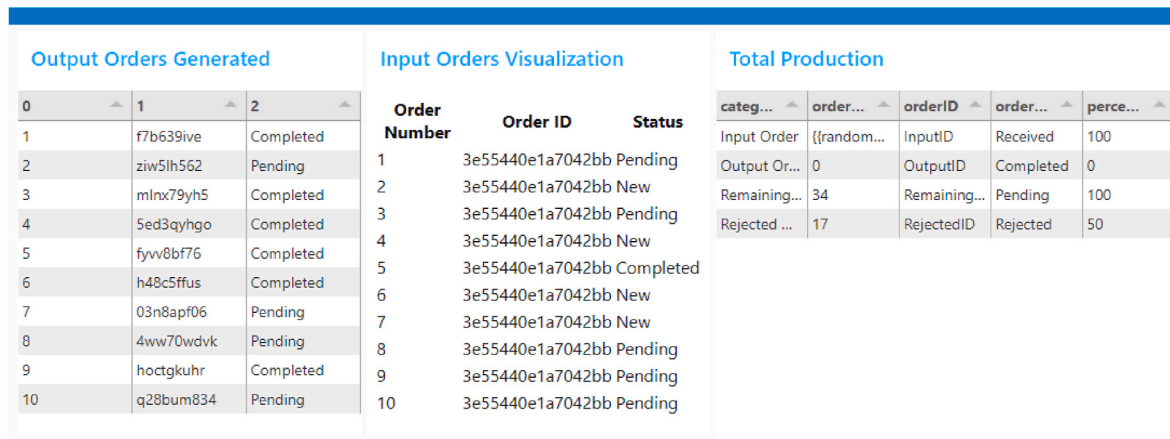 Output Orders Generated
0 1 2
1 f7b639ive Completed
2 ziw5lh562 Pending
3 mlnx79yh5 Completed
4 5ed3qyhgo Completed
5 fyvv8bf76 Completed
6 h48c5ffus Completed
7 03n8apf06 Pending
8 4ww70wdvk Pending
9 hoctgkuhr Completed
10 q28bum834 Pending
Input Orders Visualization
Order Number Order ID Status
1 3e55440e1a7042bb Pending
2 3e55440e1a7042bb New
3 3e55440e1a7042bb Pending
4 3e55440e1a7042bb New
5 3e55440e1a7042bb Completed
6 3e55440e1a7042bb New
7 3e55440e1a7042bb New
8 3e55440e1a7042bb Pending
9 3e55440e1a7042bb Pending
10 3e55440e1a7042bb Pending
Total Production
categ... order... orderID order... perce...
Input Order {{random... InputID Received 100
Output Or... 0 OutputID Completed 0
Remaining... 34 Remaining... Pending 100
Rejected ... 17 RejectedID Rejected 50